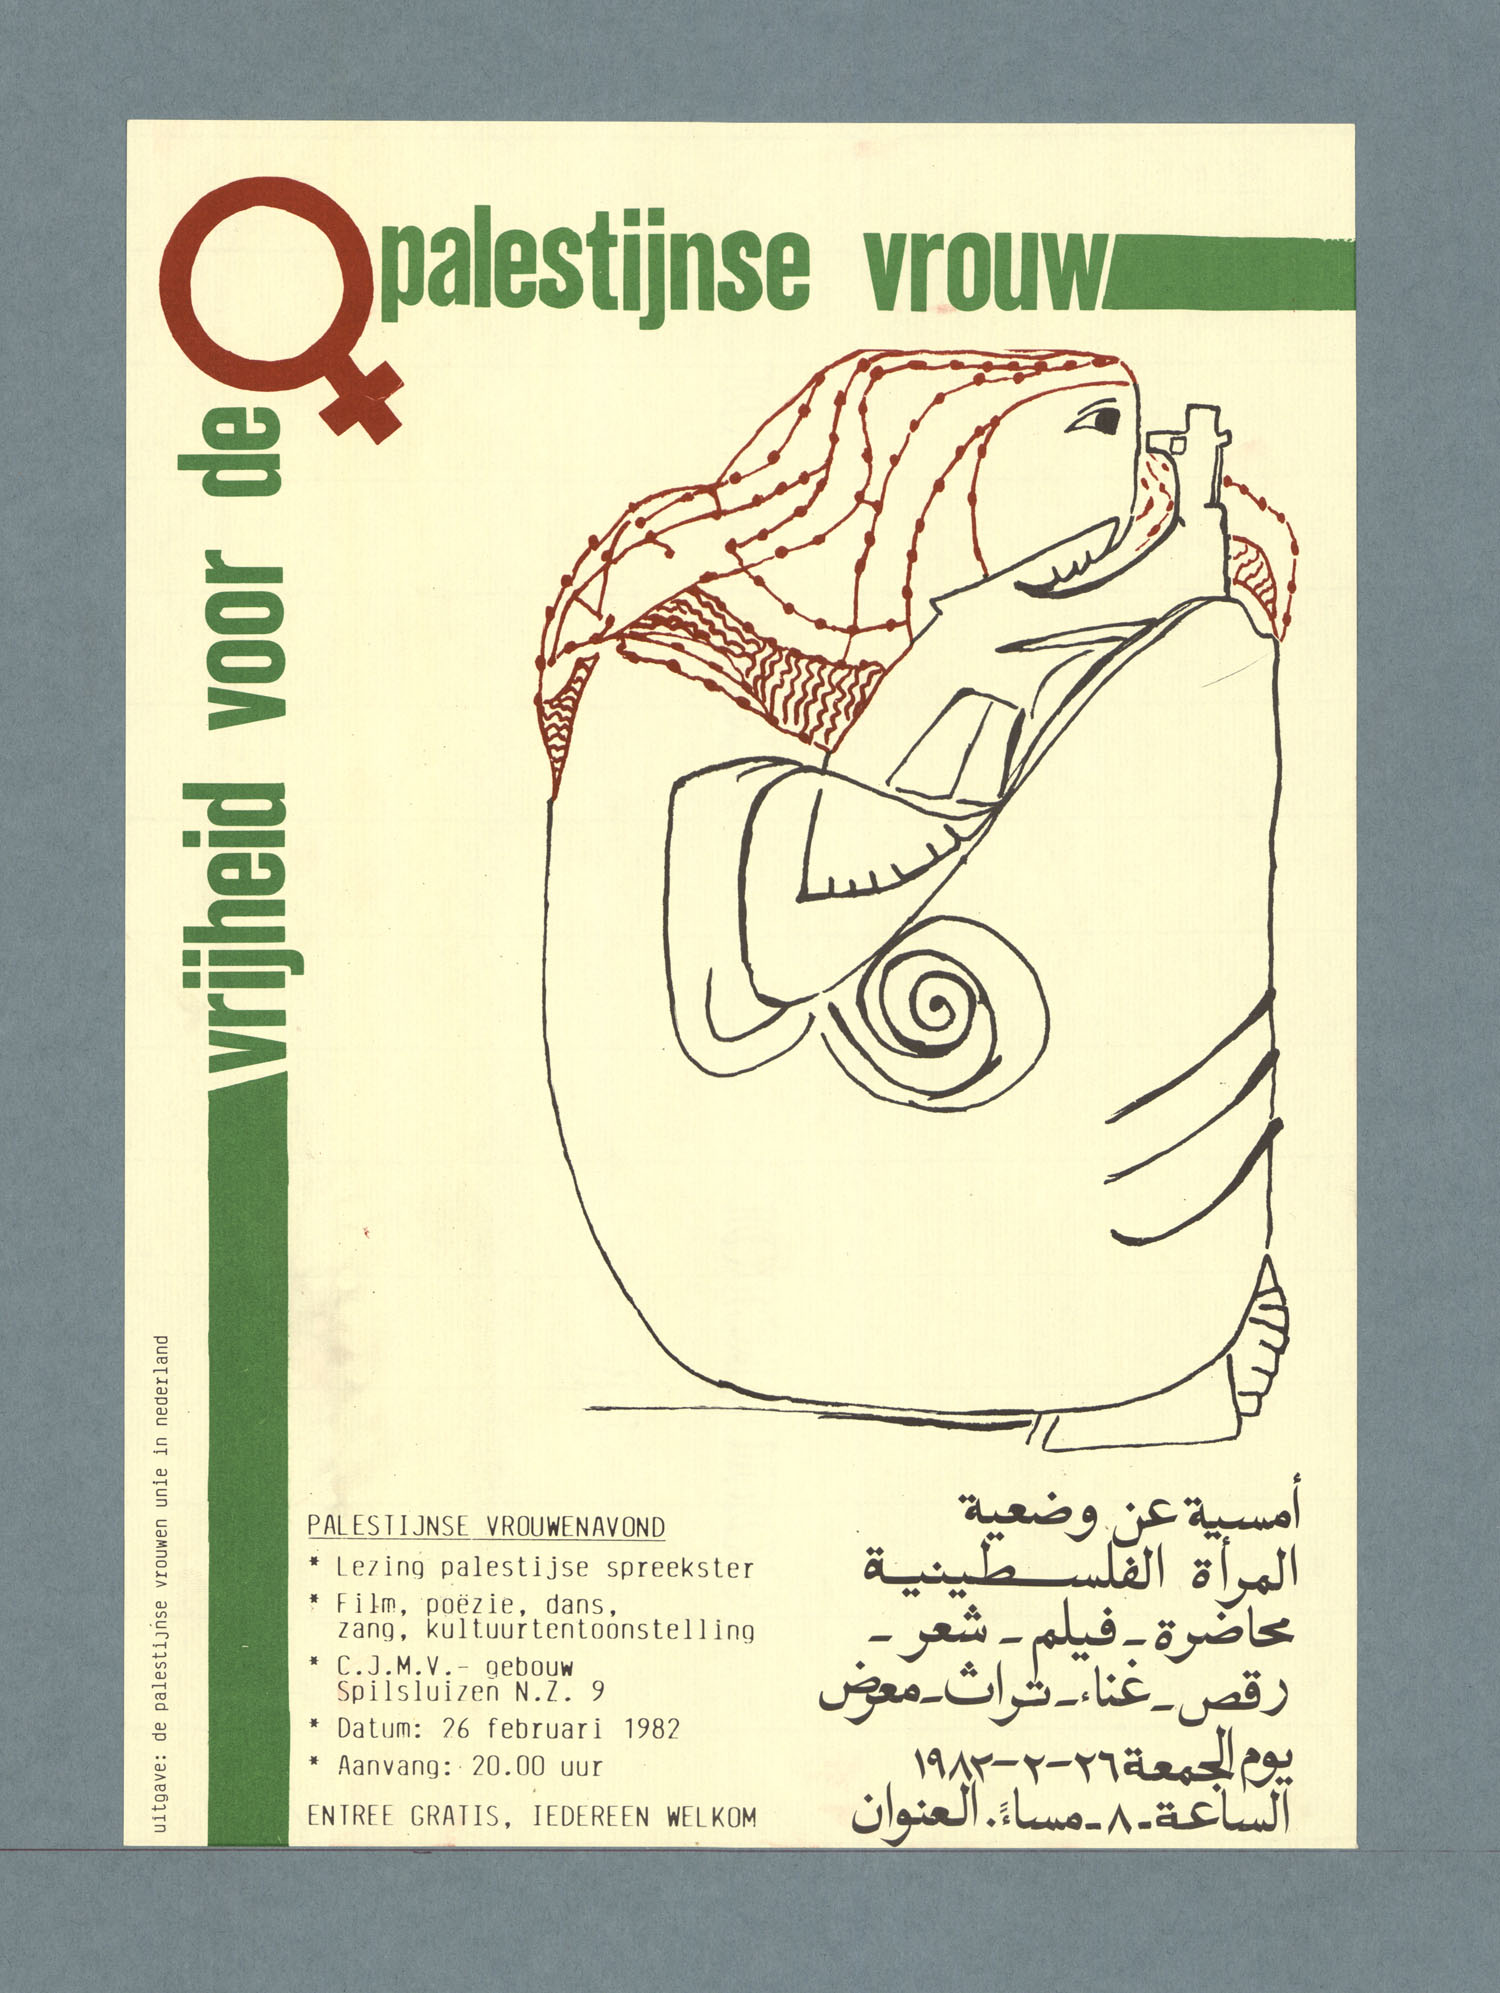 vrijheid voor de
palestijnse vrouw
uitgave: de palestijnse vrouwen unie in nederland
PALESTIJNSE VROUWENAVOND
* Lezing palestijse spreekster
* Film, poëzie, dans,
zang, kultuurtentoonstelling
* C.J.M.V.- gebouw
Spilsluizen N.Z. 9
* Datum: 26 februari 1982
* Aanvang: 20.00 uur
ENTREE GRATIS, IEDEREEN WELKOM
أمسية عن وضعية
المرأة الفلسـطينيـة
محاضرة - فيلم - شعر -
رقص - غناء - تراث - معرض
يوم الجمعة ٢٦-٢-١٩٨٢
الساعة - ٨ - مساءً. العنوان